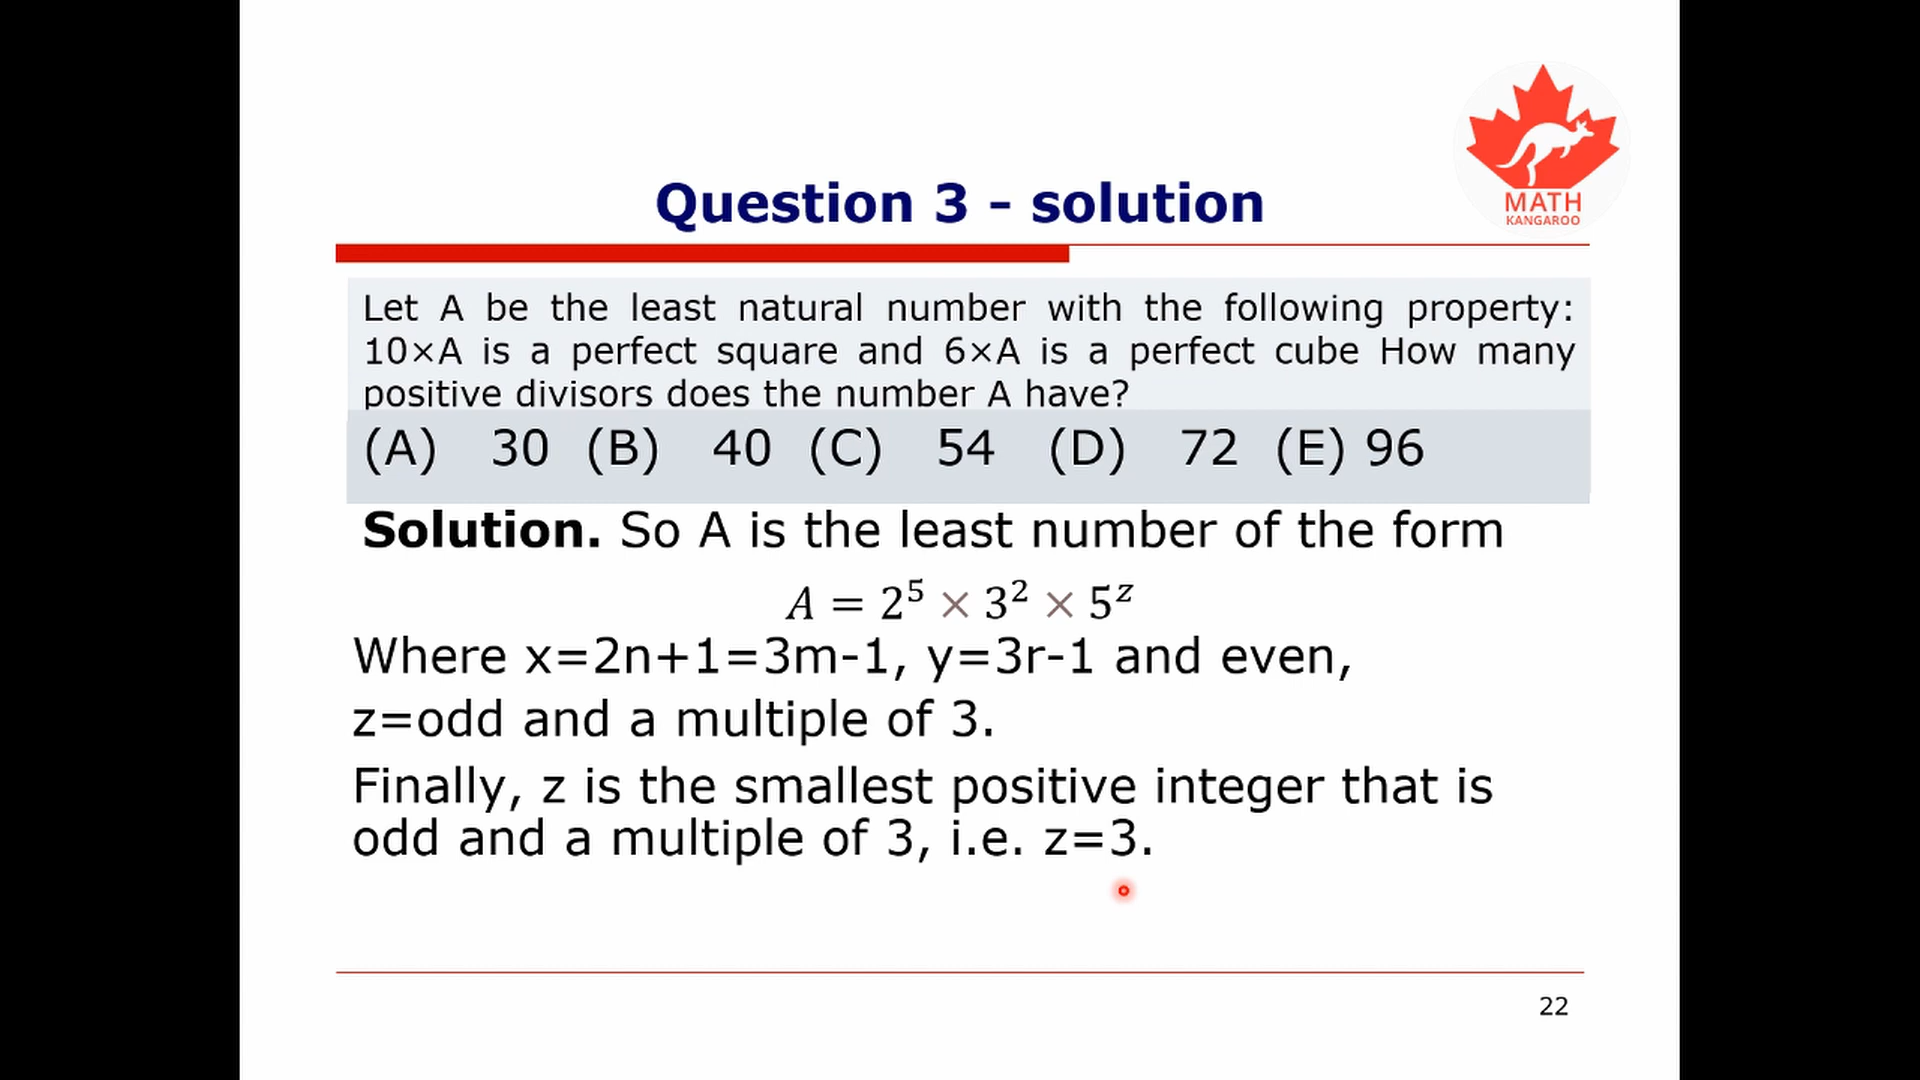 MATH
KANGAROO
Question 3 - solution
Let A be the least natural number with the following property:
10×A is a perfect square and 6×A is a perfect cube How many
positive divisors does the number A have?
(A) 30 (B) 40 (C) 54 (D) 72 (E) 96
Solution. So A is the least number of the form
A = 2⁵ × 3² × 5ᶻ
Where x=2n+1=3m-1, y=3r-1 and even,
z=odd and a multiple of 3.
Finally, z is the smallest positive integer that is
odd and a multiple of 3, i.e. z=3.
22